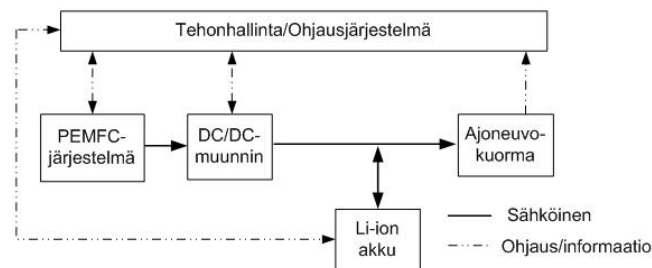 Tehonhallinta/Ohjausjärjestelmä
PEMFC-
järjestelmä
DC/DC-
muunnin
Ajoneuvo-
kuorma
Li-ion
akku
Sähköinen
Ohjaus/informaatio